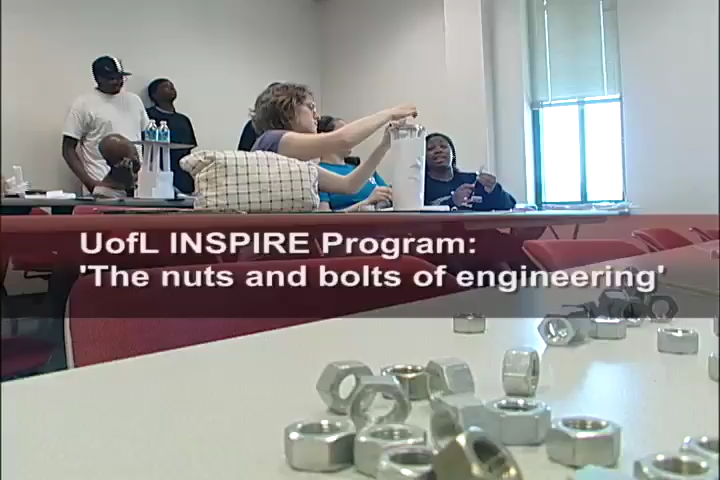 UofL INSPIRE Program:
'The nuts and bolts of engineering'